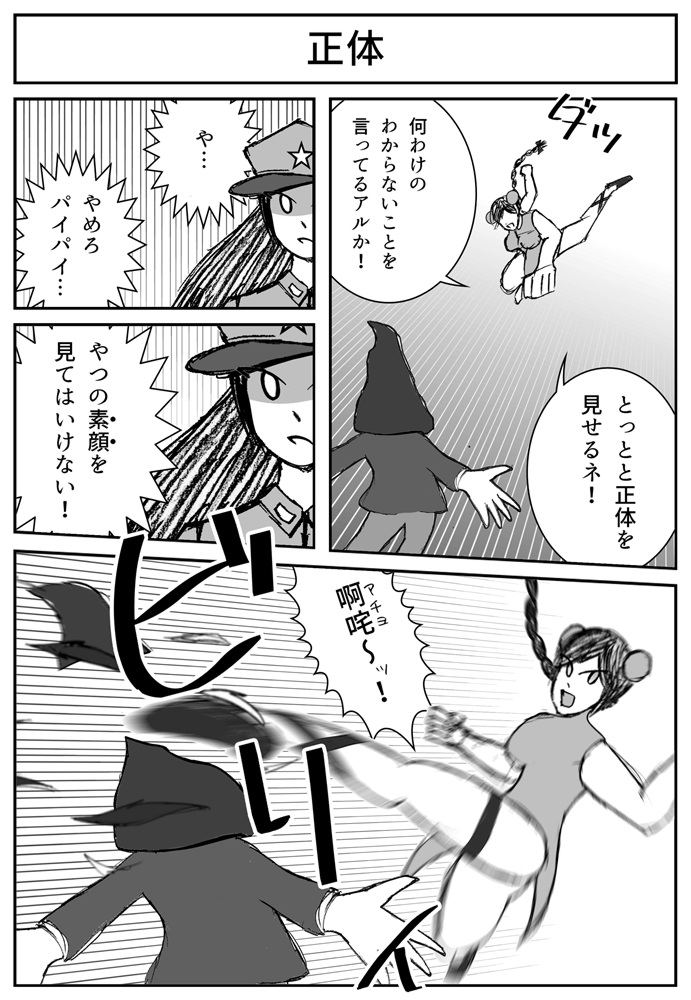 正体
ダッ
何わけの
わからないことを
言ってるアルか！
とっとと正体を
見せるネ！
や…
やめろ
パイパイ…
やつの素顔を
見てはいけない！
アチョ
啊咤～ッ！
ビリイ